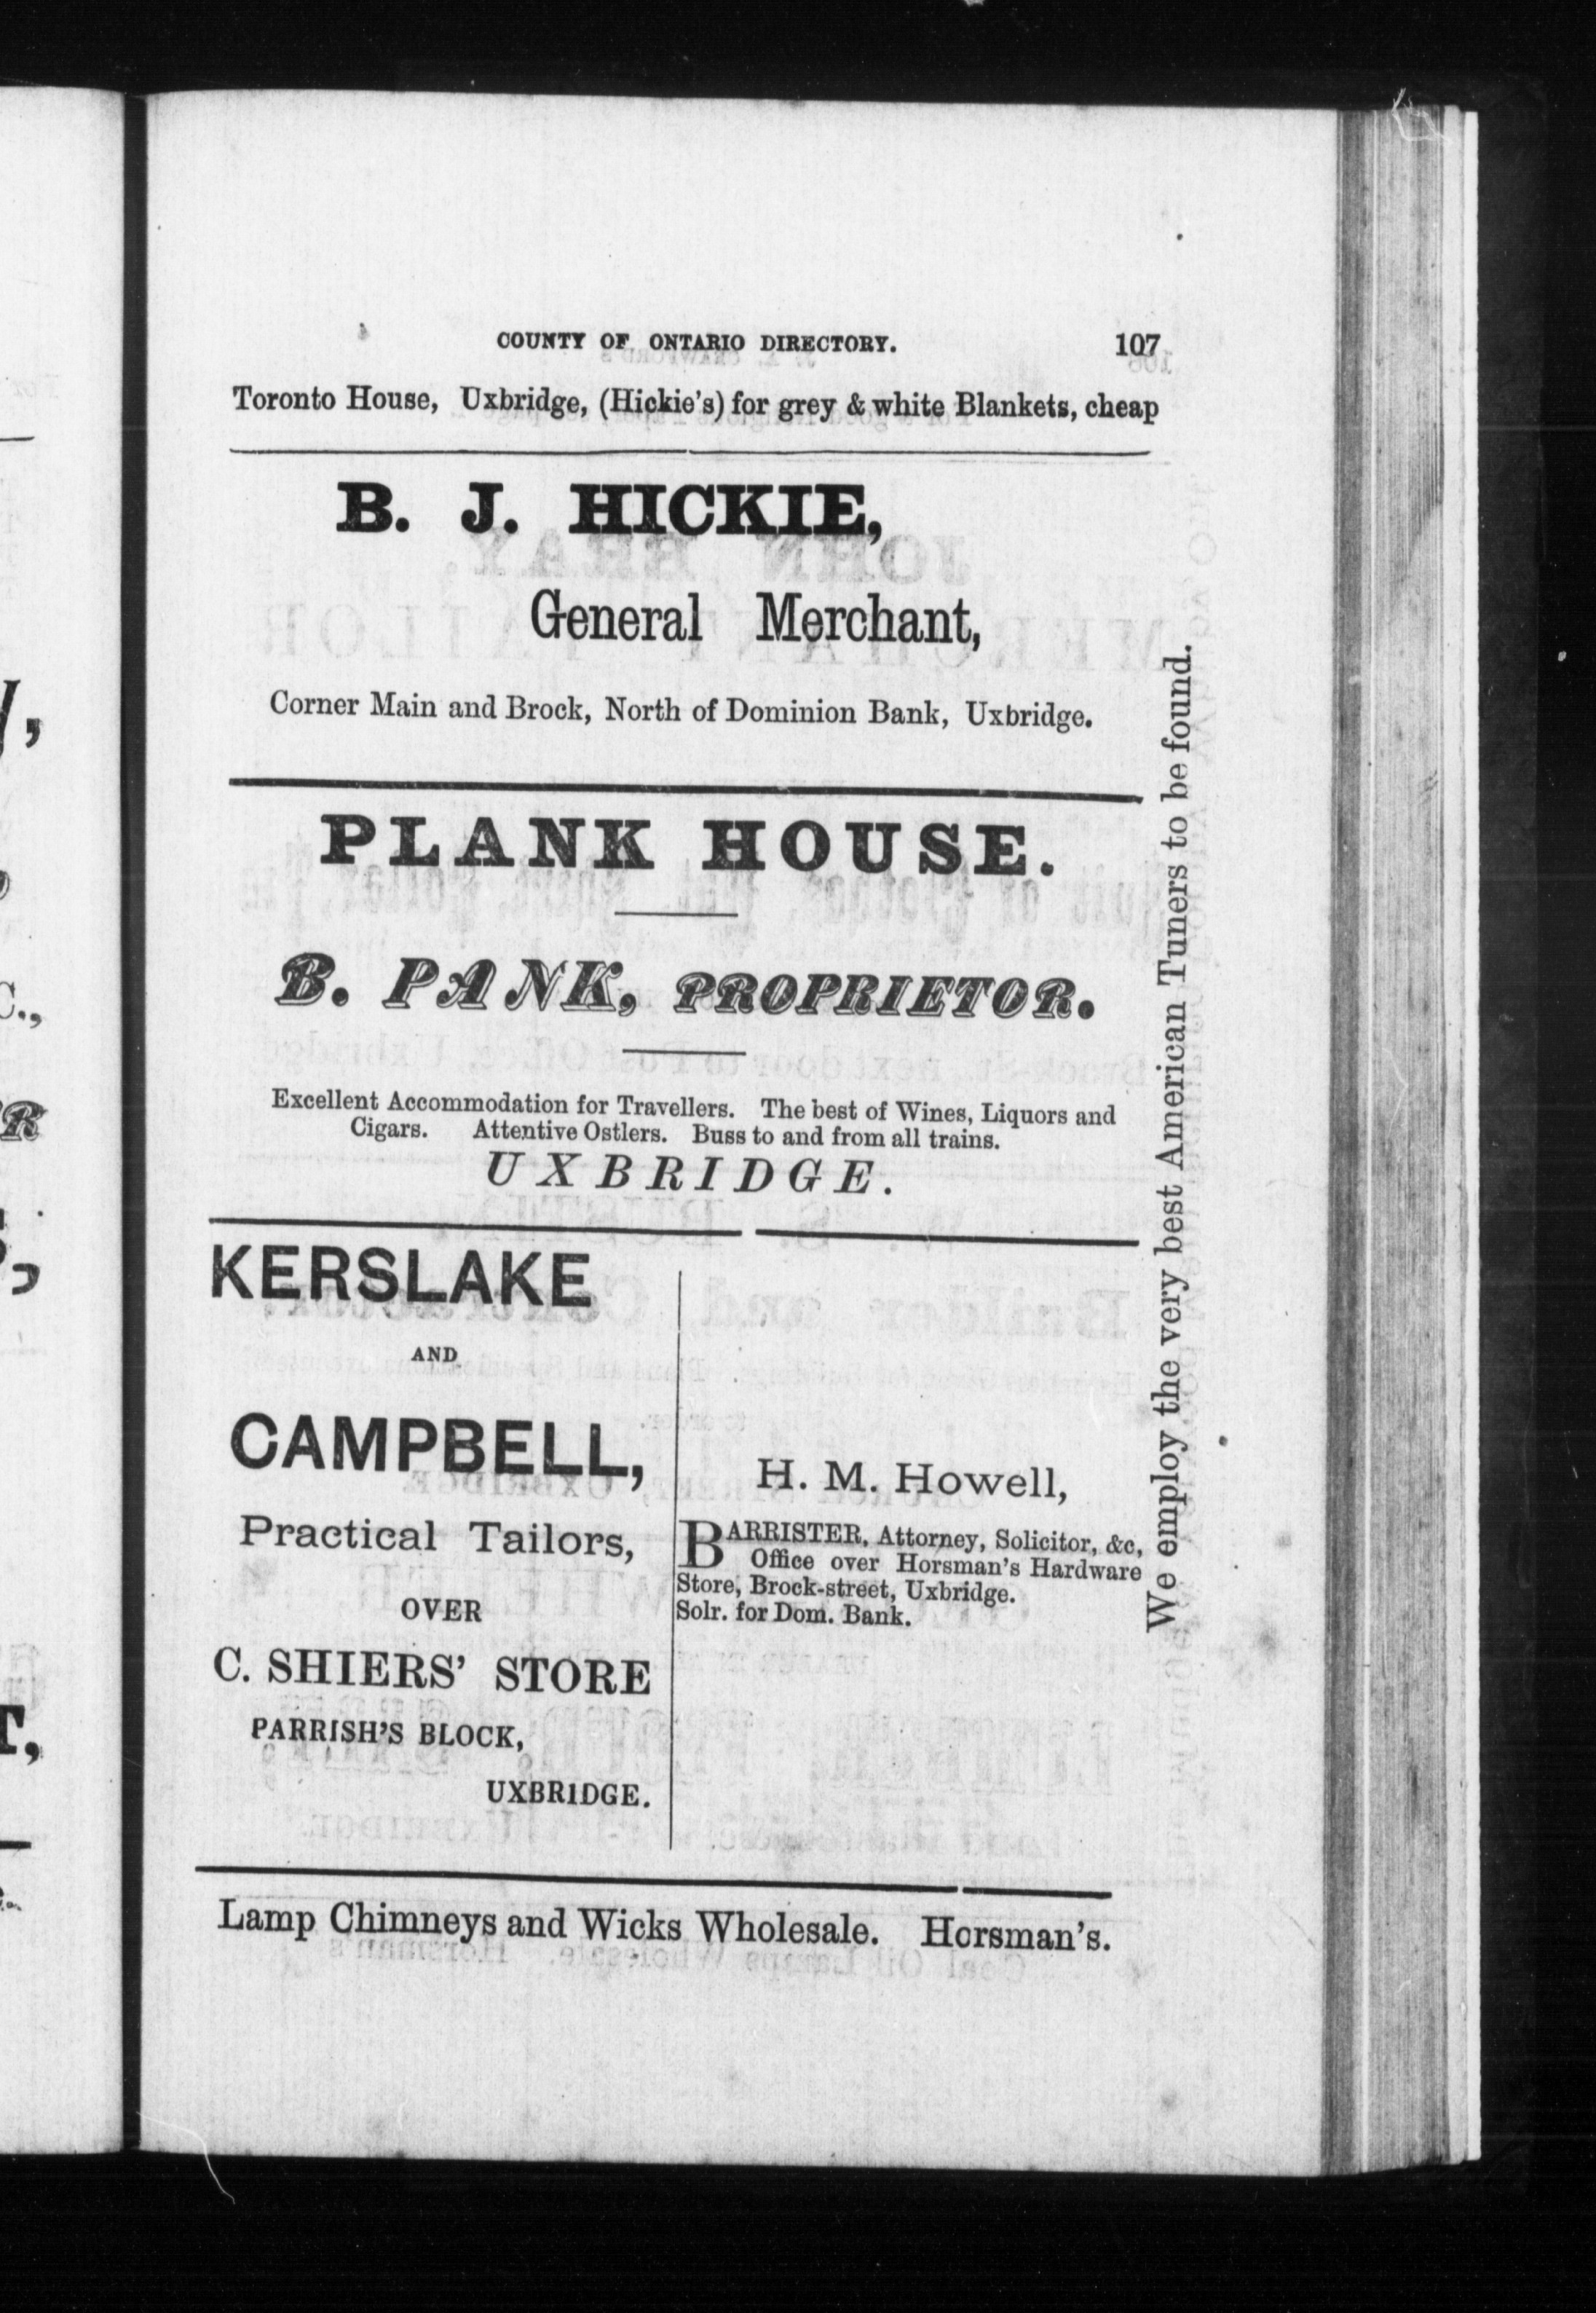 COUNTY OF ONTARIO DIRECTORY. 107
Toronto House, Uxbridge, (Hickie's) for grey & white Blankets, cheap
B. J. HICKIE,
General Merchant,
Corner Main and Brock, North of Dominion Bank, Uxbridge.
PLANK HOUSE.
B. PANK, PROPRIETOR.
Excellent Accommodation for Travellers. The best of Wines, Liquors and
Cigars. Attentive Ostlers. Buss to and from all trains.
UXBRIDGE.
KERSLAKE
AND
CAMPBELL,
Practical Tailors,
OVER
C. SHIERS' STORE
PARRISH'S BLOCK,
UXBRIDGE.
H. M. Howell,
BARRISTER, Attorney, Solicitor, &c,
Office over Horsman's Hardware
Store, Brock-street, Uxbridge.
Solr. for Dom. Bank.
We employ the very best American Tuners to be found.
Lamp Chimneys and Wicks Wholesale. Horsman's.